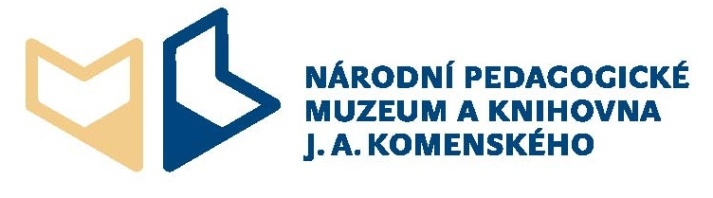 NÁRODNÍ PEDAGOGICKÉ
MUZEUM A KNIHOVNA
J. A. KOMENSKÉHO